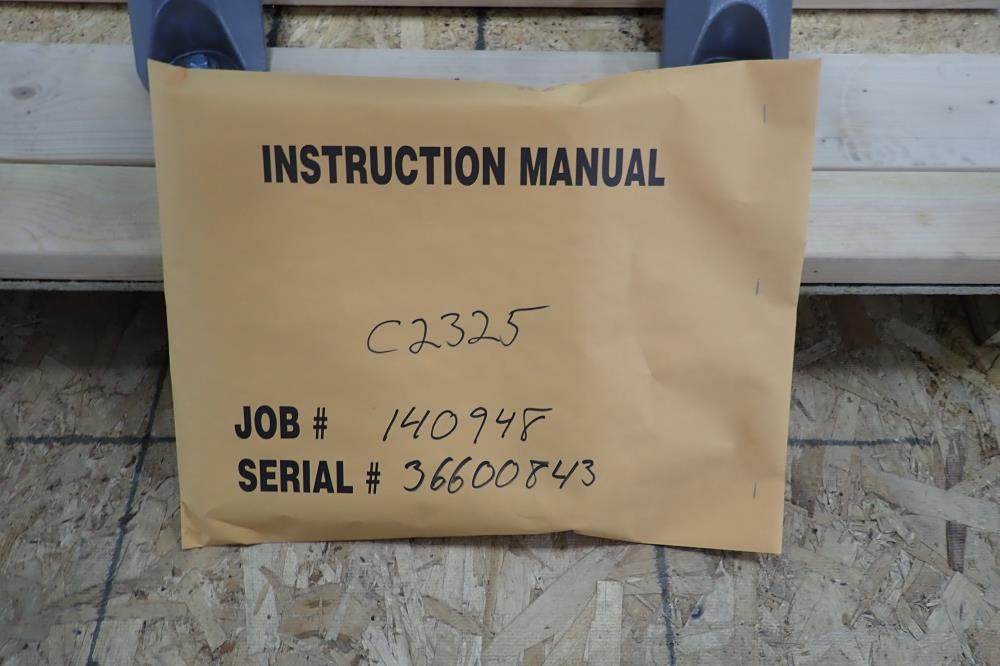 INSTRUCTION MANUAL
C2325
JOB # 140948
SERIAL # 36600843